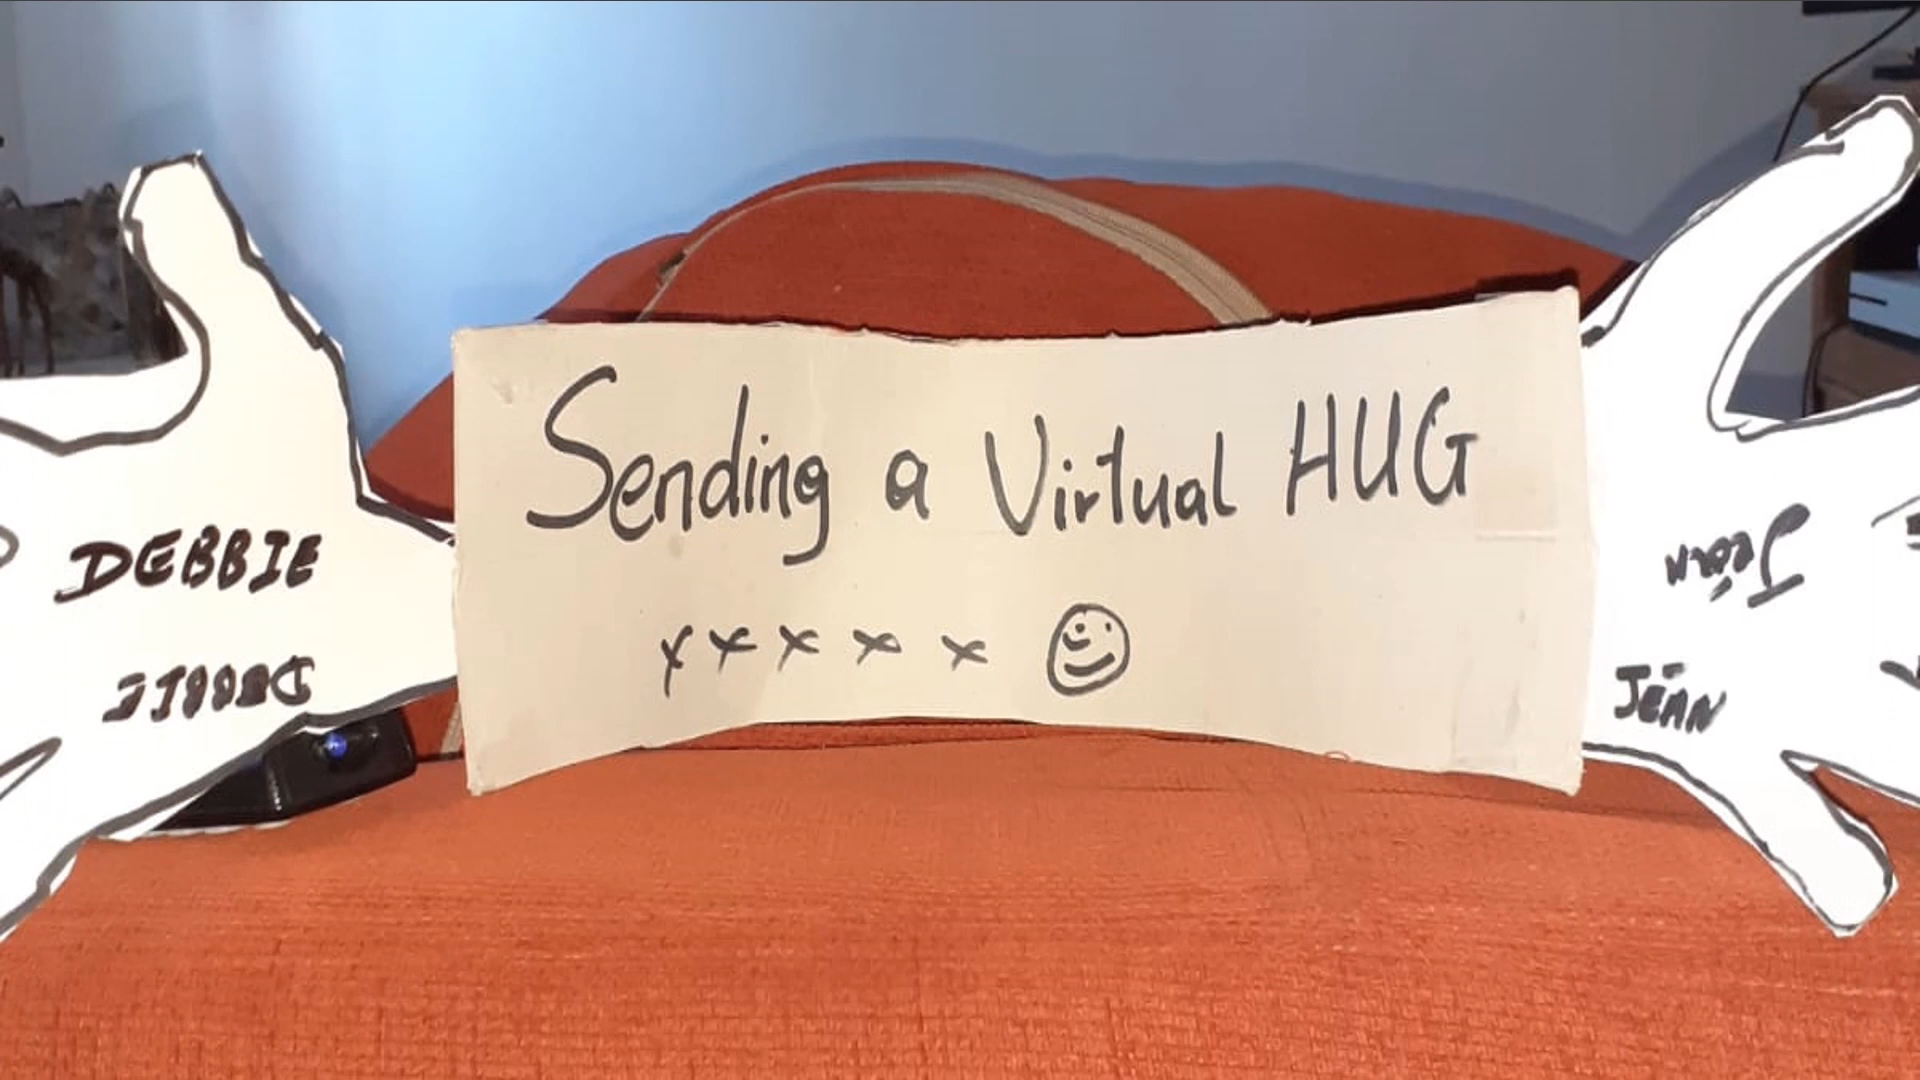 Sending a Virtual HUG
x x x x x
DEBBIE
DEBBIE
Jean
JEAN